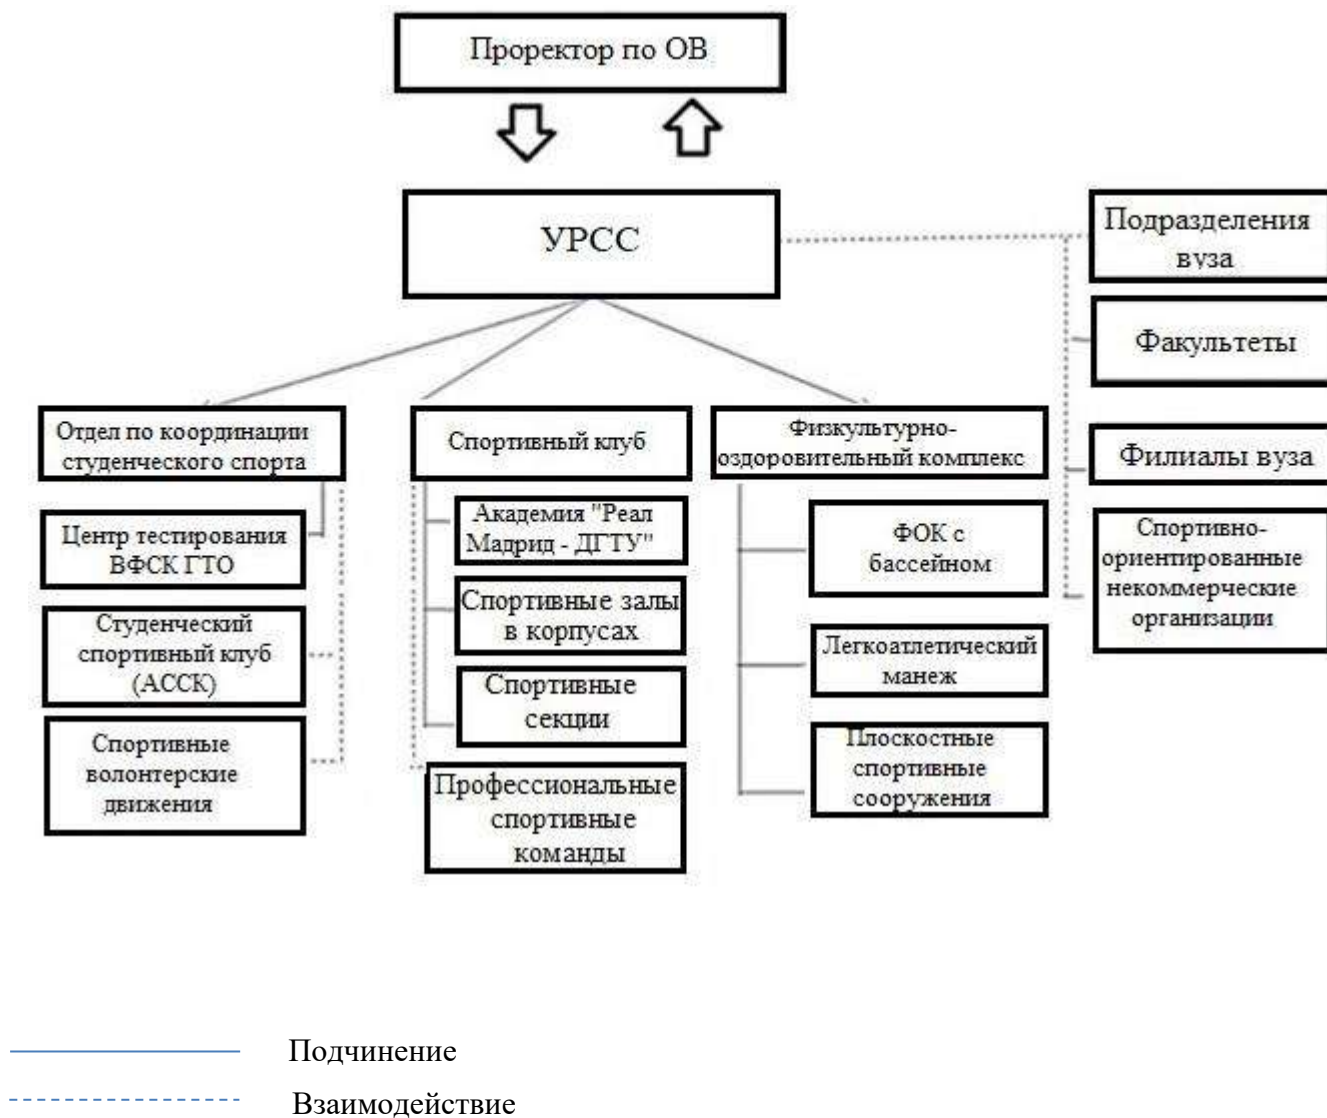 Проректор по ОВ
УРСС
Подразделения
вуза
Факультеты
Филиалы вуза
Спортивно-
ориентированные
некоммерческие
организации
Отдел по координации
студенческого спорта
Центр тестирования
ВФСК ГТО
Студенческий
спортивный клуб
(АССК)
Спортивные
волонтерские
движения
Спортивный клуб
Академия "Реал
Мадрид - ДГТУ"
Спортивные залы
в корпусах
Спортивные
секции
Профессиональные
спортивные
команды
Физкультурно-
оздоровительный комплекс
ФОК с
бассейном
Легкоатлетический
манеж
Плоскостные
спортивные
сооружения
Подчинение
Взаимодействие